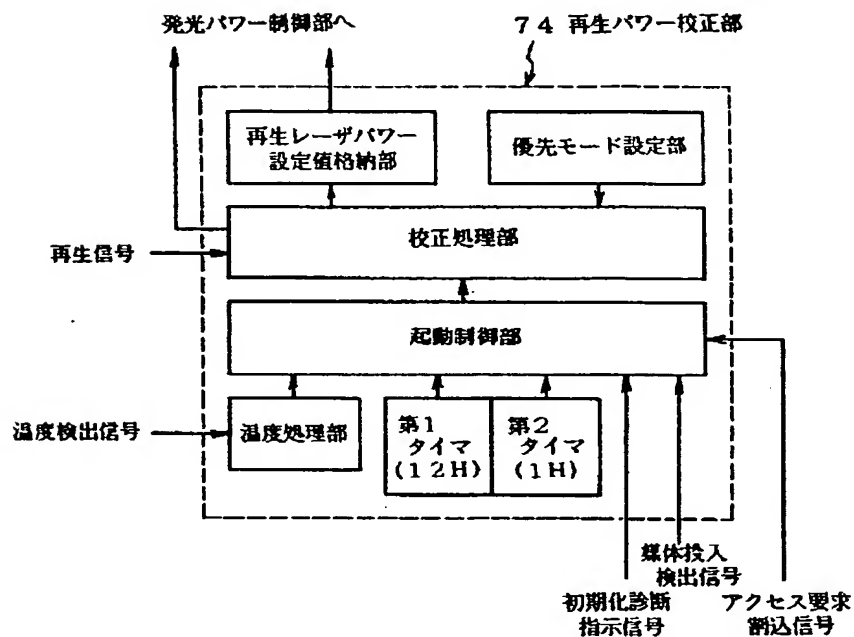 発光パワー制御部へ
７４ 再生パワー校正部
再生レーザパワー
設定値格納部
優先モード設定部
校正処理部
再生信号
起動制御部
温度検出信号
温度処理部
第１
タイマ
(１２H)
第２
タイマ
(１H)
媒体投入
検出信号
初期化診断
指示信号
アクセス要求
割込信号